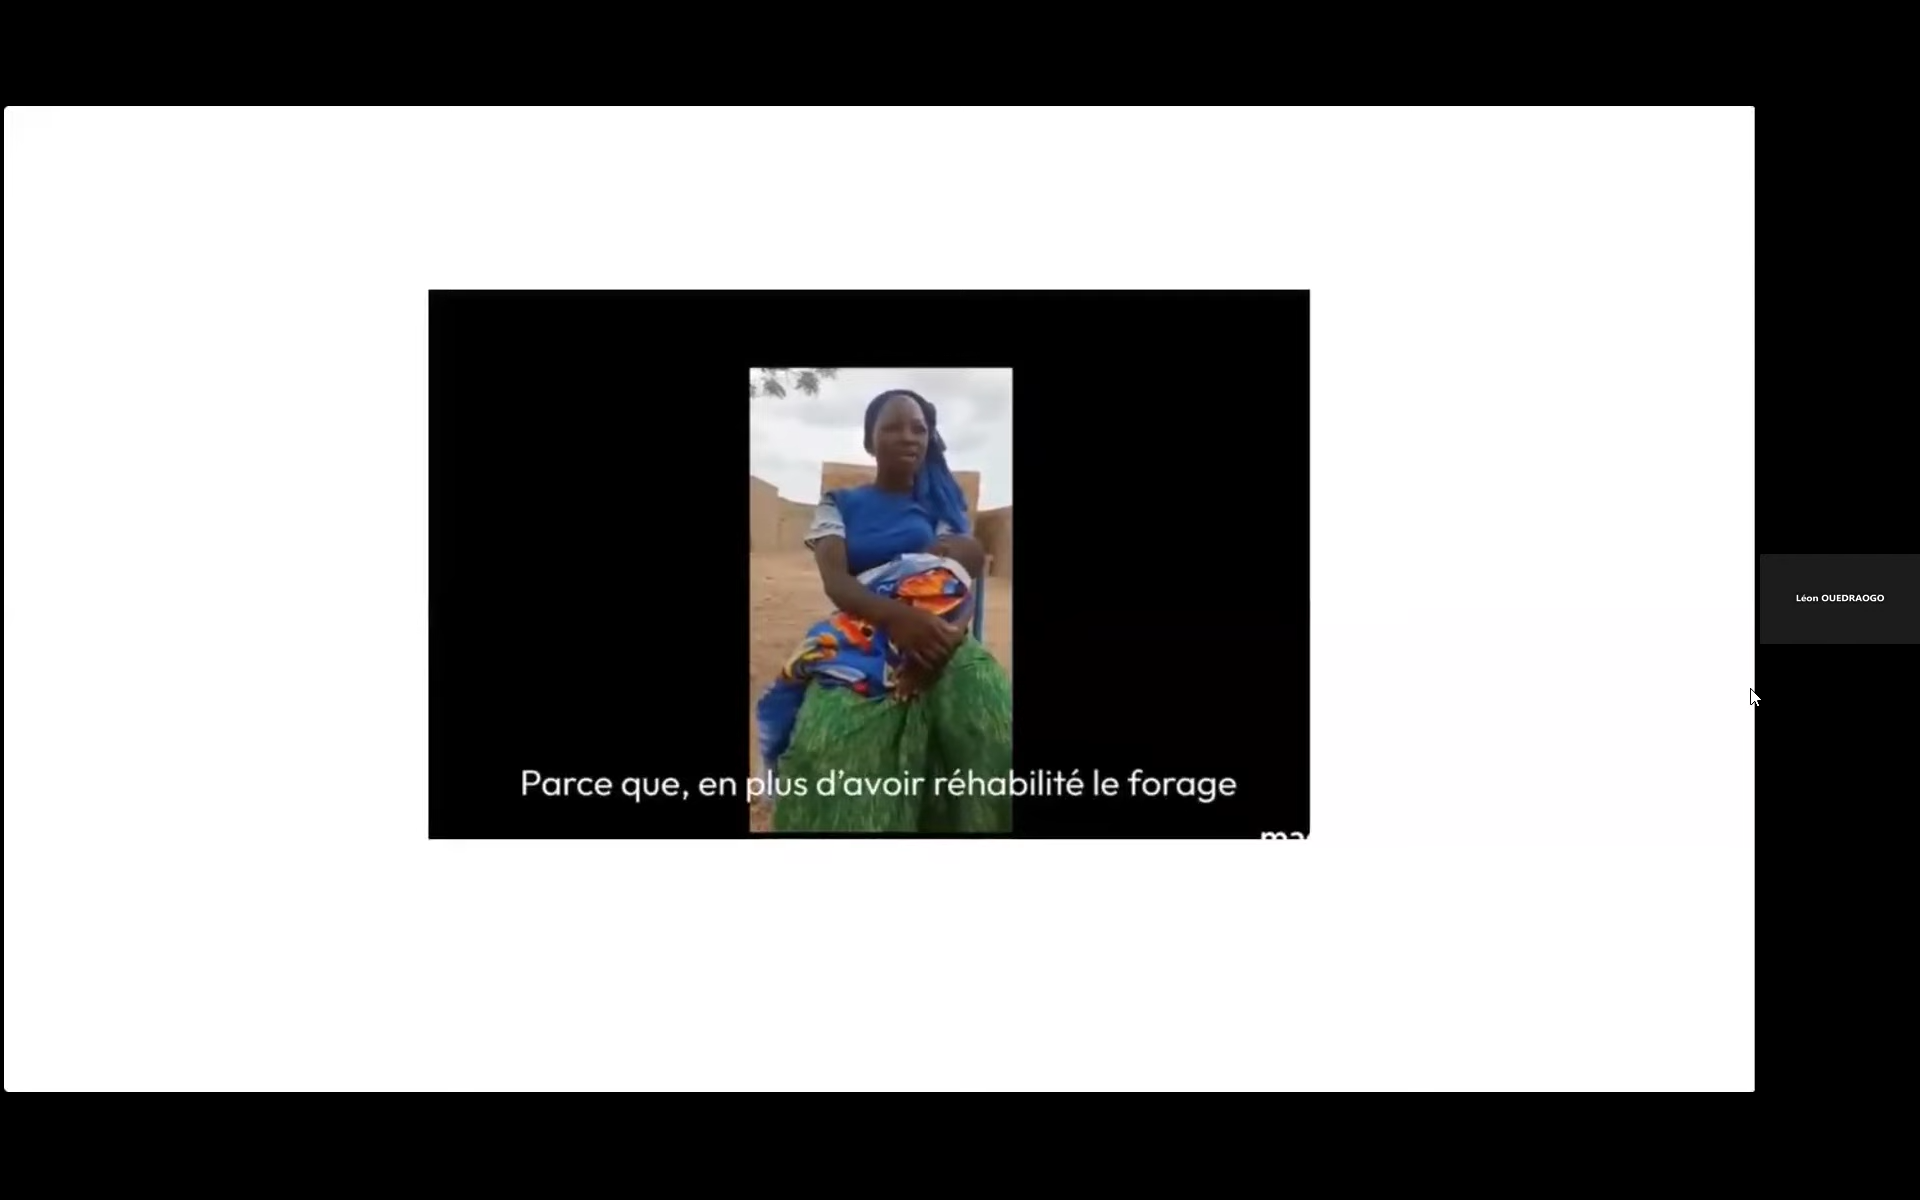 Parce que, en plus d'avoir réhabilité le forage
Léon OUEDRAOGO